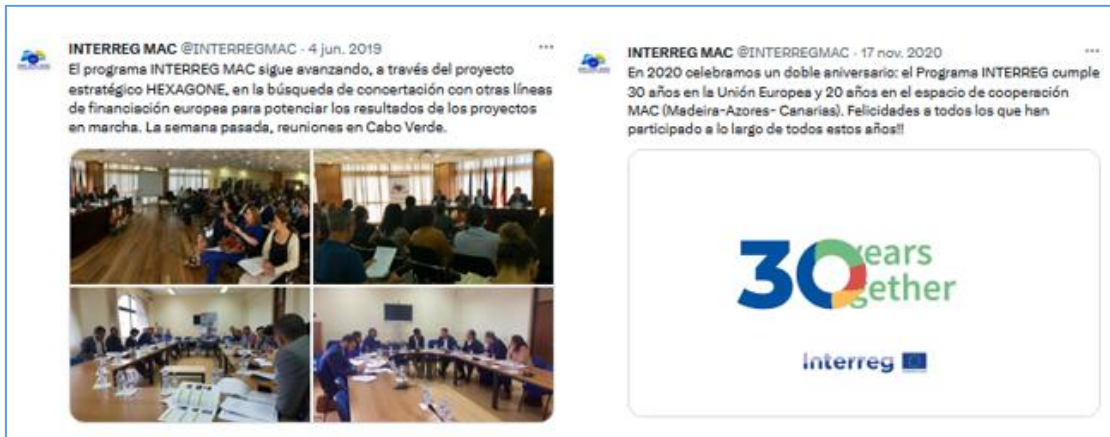 INTERREG MAC @INTERREGMAC · 4 jun. 2019
El programa INTERREG MAC sigue avanzando, a través del proyecto
estratégico HEXAGONE, en la búsqueda de concertación con otras líneas
de financiación europea para potenciar los resultados de los proyectos
en marcha. La semana pasada, reuniones en Cabo Verde.
INTERREG MAC @INTERREGMAC · 17 nov. 2020
En 2020 celebramos un doble aniversario: el Programa INTERREG cumple
30 años en la Unión Europea y 20 años en el espacio de cooperación
MAC (Madeira-Azores- Canarias). Felicidades a todos los que han
participado a lo largo de todos estos años!!
30 years
together
Interreg